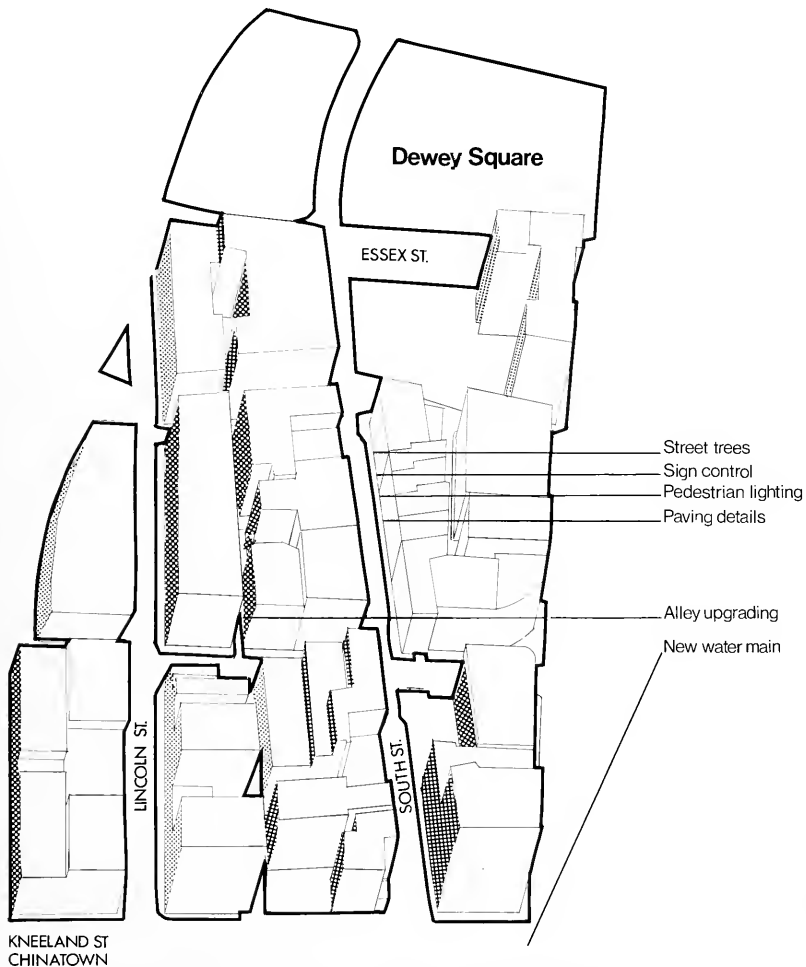 Dewey Square
ESSEX ST.
Street trees
Sign control
Pedestrian lighting
Paving details
Alley upgrading
New water main
LINCOLN ST.
SOUTH ST.
KNEELAND ST
CHINATOWN